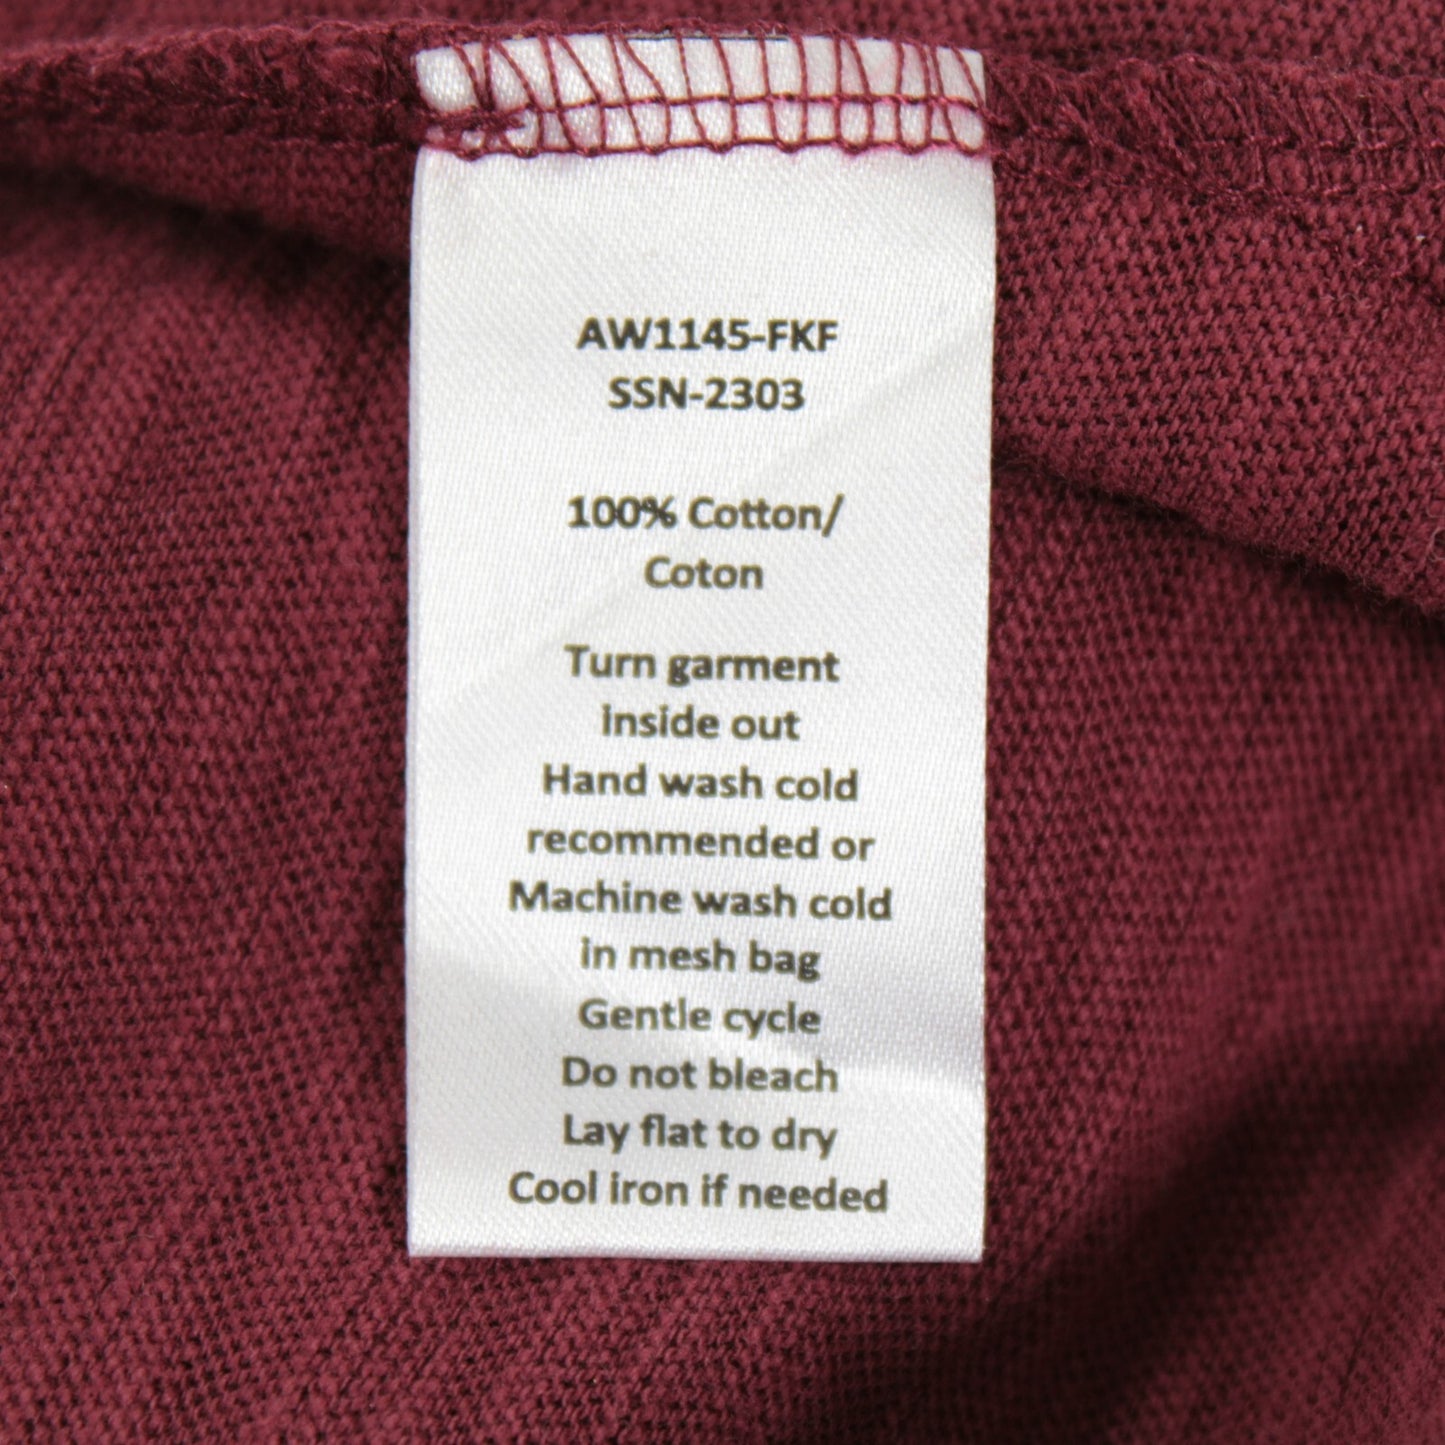 AW1145-FKF
SSN-2303
100% Cotton/
Coton
Turn garment
inside out
Hand wash cold
recommended or
Machine wash cold
in mesh bag
Gentle cycle
Do not bleach
Lay flat to dry
Cool iron if needed